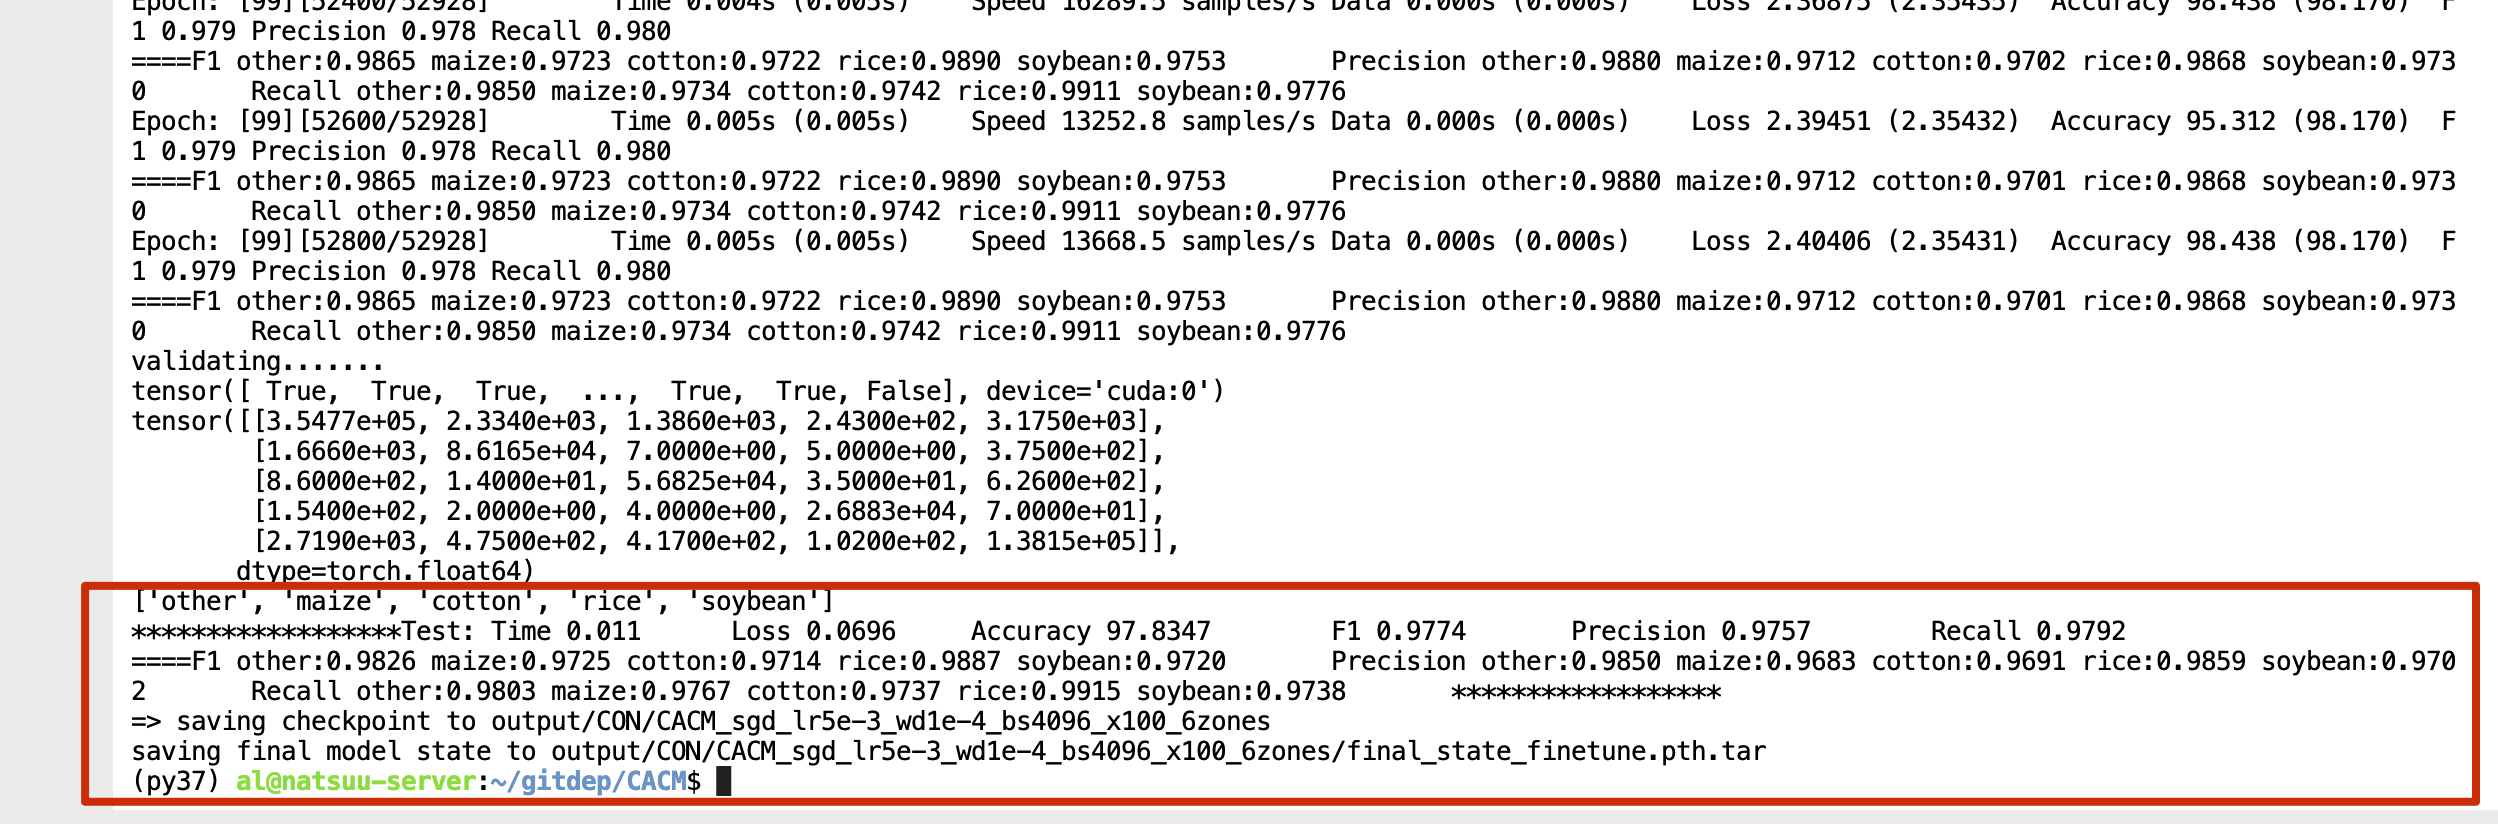 Epoch: [99][52400/52928]        Time 0.004s (0.005s)    Speed 16289.5 samples/s Data 0.000s (0.000s)    Loss 2.36875 (2.35435)  Accuracy 98.438 (98.170)  F
1 0.979 Precision 0.978 Recall 0.980
====F1 other:0.9865 maize:0.9723 cotton:0.9722 rice:0.9890 soybean:0.9753       Precision other:0.9880 maize:0.9712 cotton:0.9702 rice:0.9868 soybean:0.973
0       Recall other:0.9850 maize:0.9734 cotton:0.9742 rice:0.9911 soybean:0.9776
Epoch: [99][52600/52928]        Time 0.005s (0.005s)    Speed 13252.8 samples/s Data 0.000s (0.000s)    Loss 2.39451 (2.35432)  Accuracy 95.312 (98.170)  F
1 0.979 Precision 0.978 Recall 0.980
====F1 other:0.9865 maize:0.9723 cotton:0.9722 rice:0.9890 soybean:0.9753       Precision other:0.9880 maize:0.9712 cotton:0.9701 rice:0.9868 soybean:0.973
0       Recall other:0.9850 maize:0.9734 cotton:0.9742 rice:0.9911 soybean:0.9776
Epoch: [99][52800/52928]        Time 0.005s (0.005s)    Speed 13668.5 samples/s Data 0.000s (0.000s)    Loss 2.40406 (2.35431)  Accuracy 98.438 (98.170)  F
1 0.979 Precision 0.978 Recall 0.980
====F1 other:0.9865 maize:0.9723 cotton:0.9722 rice:0.9890 soybean:0.9753       Precision other:0.9880 maize:0.9712 cotton:0.9701 rice:0.9868 soybean:0.973
0       Recall other:0.9850 maize:0.9734 cotton:0.9742 rice:0.9911 soybean:0.9776
validating.......
tensor([ True,  True,  True,  ...,  True,  True, False], device='cuda:0')
tensor([[3.5477e+05, 2.3340e+03, 1.3860e+03, 2.4300e+02, 3.1750e+03],
        [1.6660e+03, 8.6165e+04, 7.0000e+00, 5.0000e+00, 3.7500e+02],
        [8.6000e+02, 1.4000e+01, 5.6825e+04, 3.5000e+01, 6.2600e+02],
        [1.5400e+02, 2.0000e+00, 4.0000e+00, 2.6883e+04, 7.0000e+01],
        [2.7190e+03, 4.7500e+02, 4.1700e+02, 1.0200e+02, 1.3815e+05]],
       dtype=torch.float64)
['other', 'maize', 'cotton', 'rice', 'soybean']
******************Test: Time 0.011      Loss 0.0696     Accuracy 97.8347        F1 0.9774       Precision 0.9757        Recall 0.9792
====F1 other:0.9826 maize:0.9725 cotton:0.9714 rice:0.9887 soybean:0.9720       Precision other:0.9850 maize:0.9683 cotton:0.9691 rice:0.9859 soybean:0.970
2       Recall other:0.9803 maize:0.9767 cotton:0.9737 rice:0.9915 soybean:0.9738       ******************
=> saving checkpoint to output/CON/CACM_sgd_lr5e-3_wd1e-4_bs4096_x100_6zones
saving final model state to output/CON/CACM_sgd_lr5e-3_wd1e-4_bs4096_x100_6zones/final_state_finetune.pth.tar
(py37) al@natsuu-server:~/gitdep/CACM$